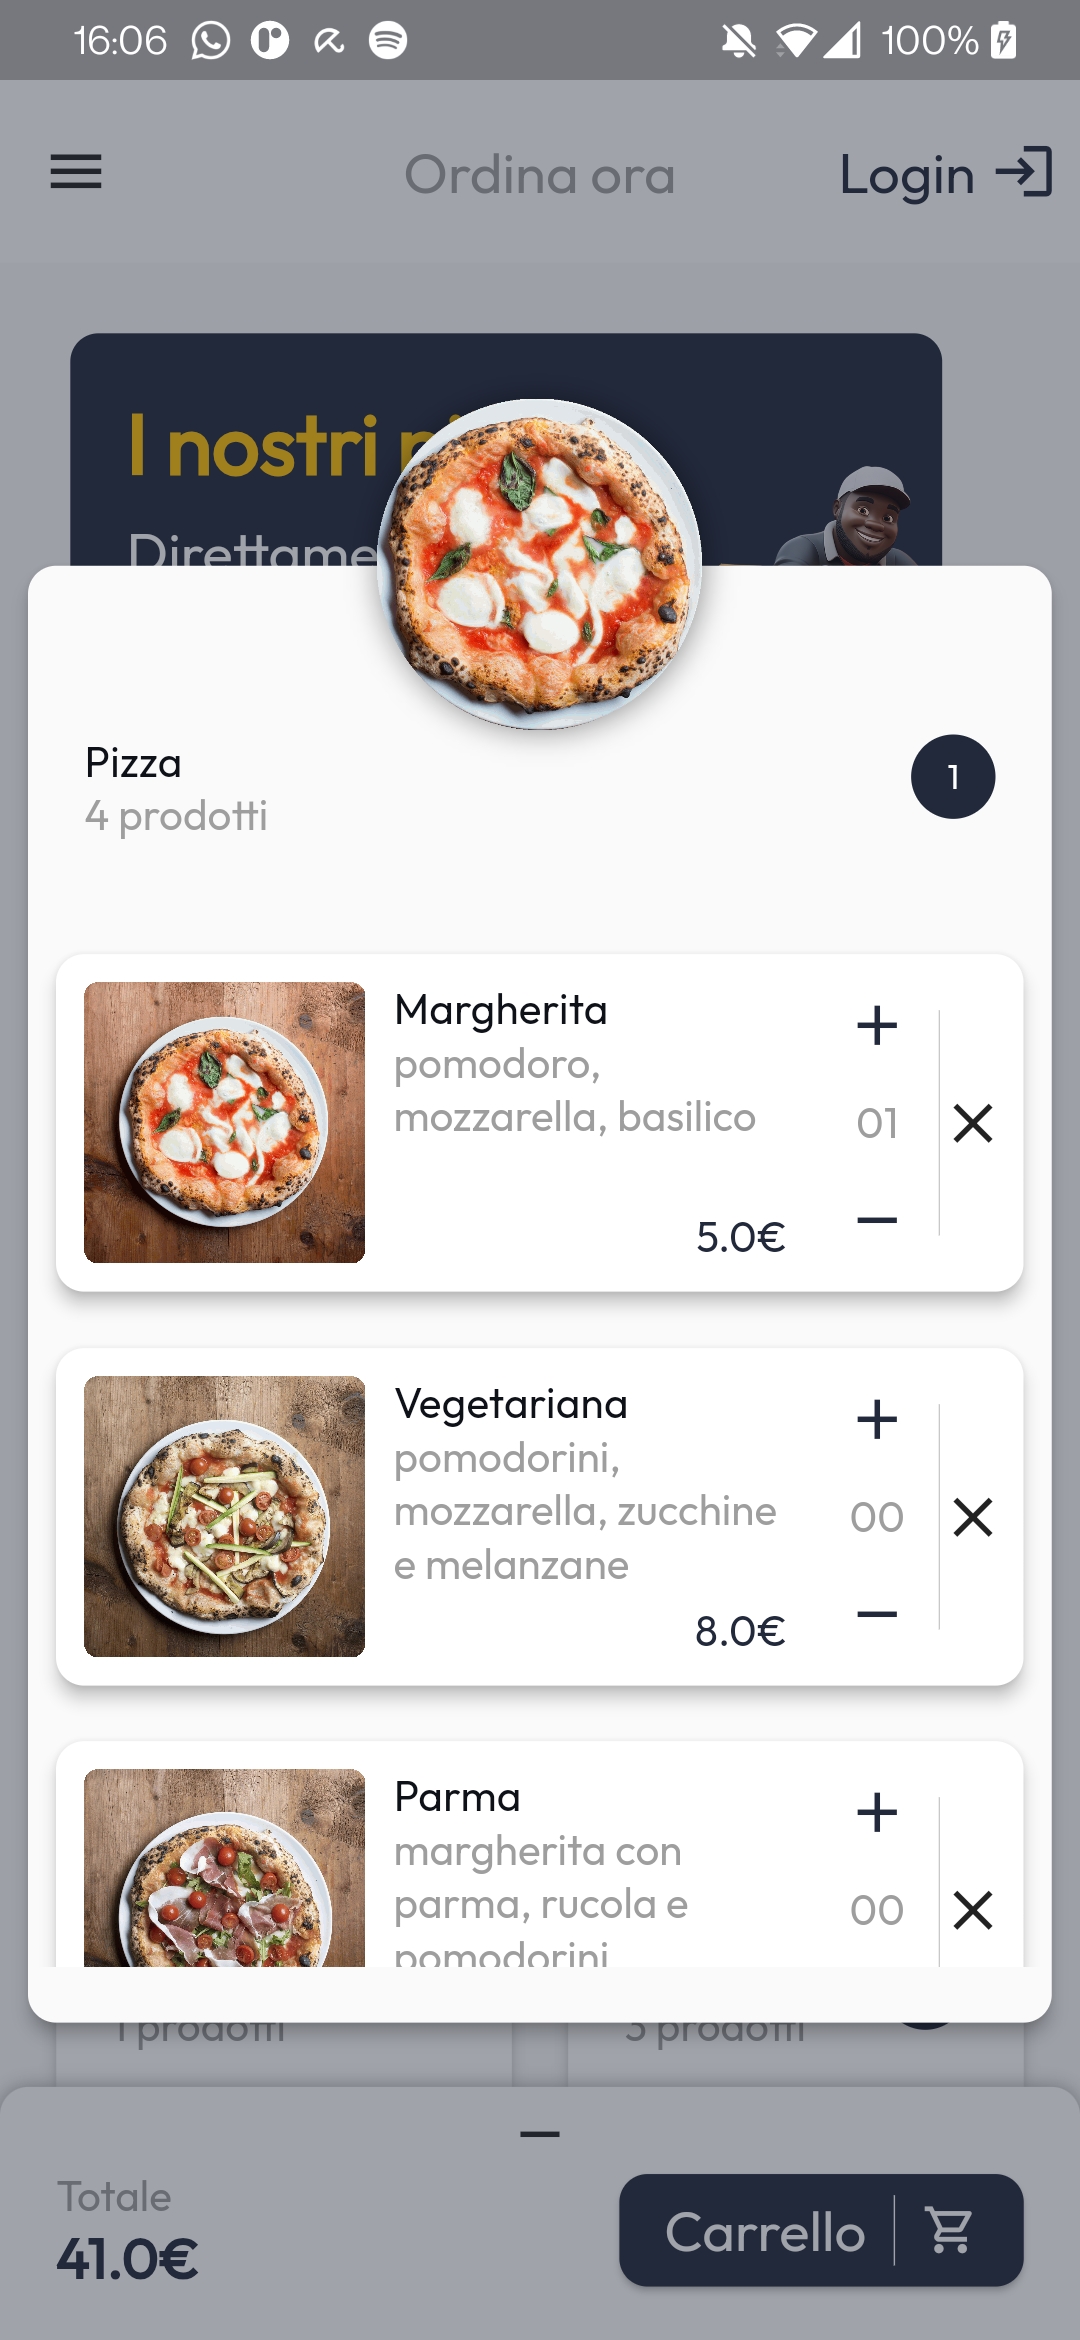 16:06
100%
Ordina ora
Login
I nostri
Direttame
Pizza
1
4 prodotti
Margherita
pomodoro,
mozzarella, basilico
01
5.0€
Vegetariana
pomodorini,
mozzarella, zucchine
e melanzane
00
8.0€
Parma
margherita con
parma, rucola e
pomodorini
00
1 prodotti
3 prodotti
Totale
41.0€
Carrello